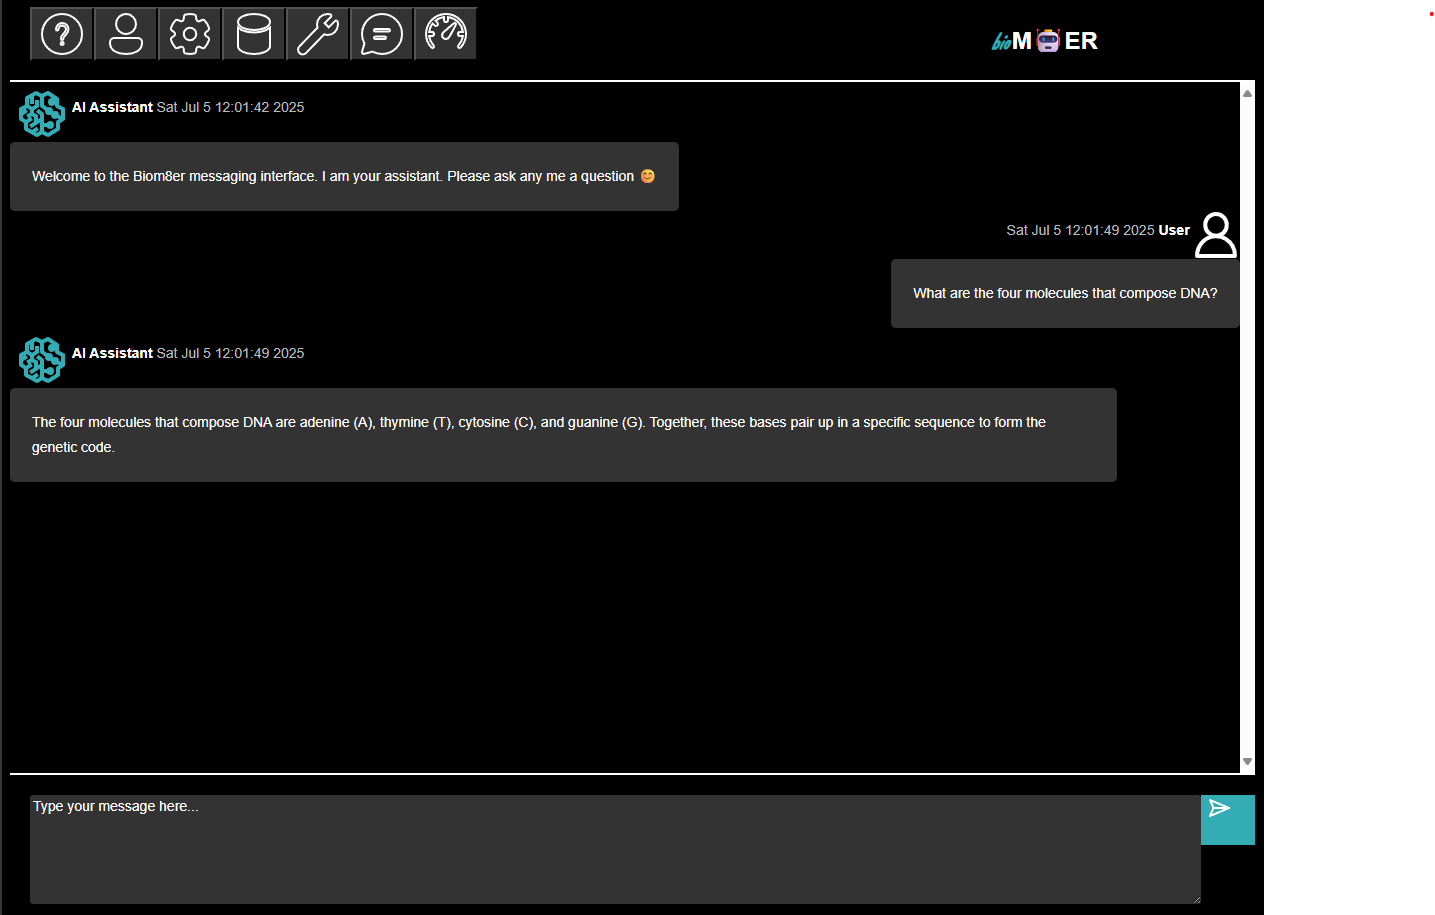 bioM ER
AI Assistant Sat Jul 5 12:01:42 2025
Welcome to the Biom8er messaging interface. I am your assistant. Please ask any me a question 😊
Sat Jul 5 12:01:49 2025 User
What are the four molecules that compose DNA?
AI Assistant Sat Jul 5 12:01:49 2025
The four molecules that compose DNA are adenine (A), thymine (T), cytosine (C), and guanine (G). Together, these bases pair up in a specific sequence to form the
genetic code.
Type your message here...